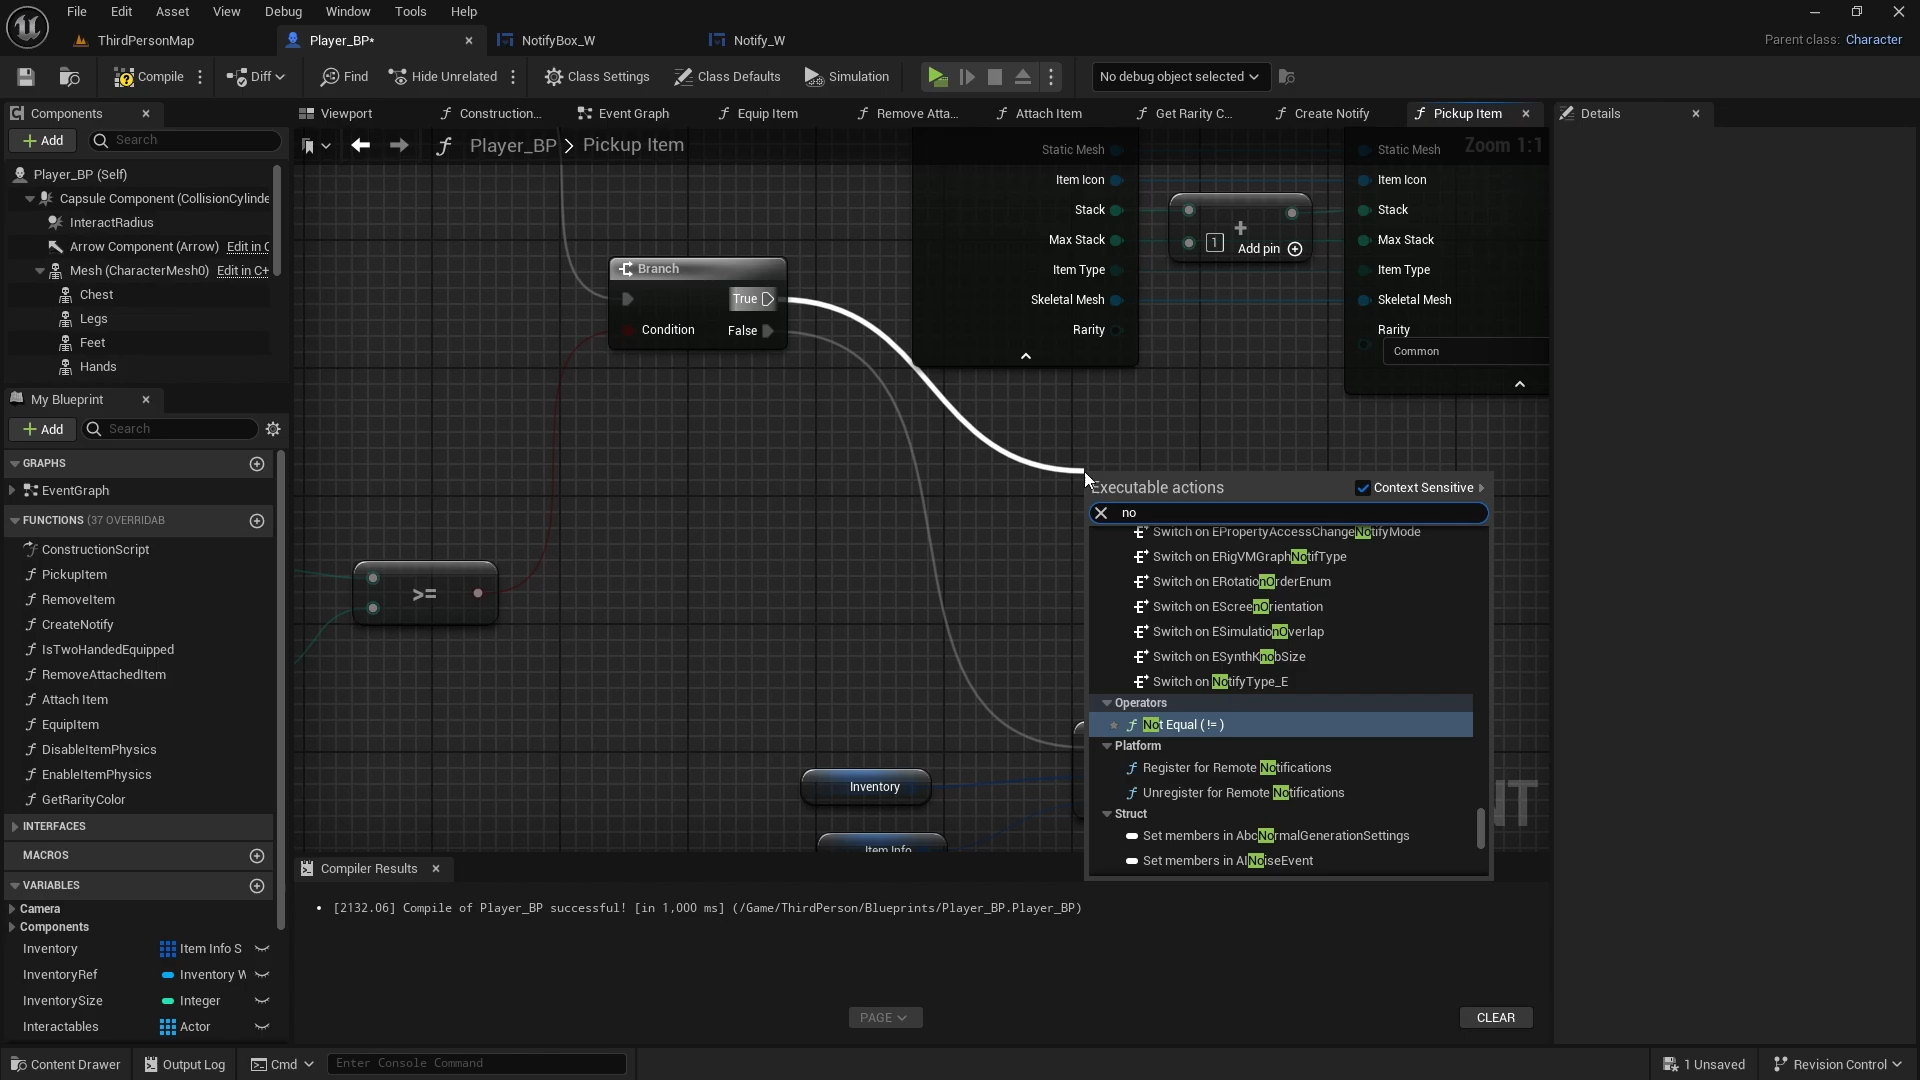 File Edit Asset View Debug Window Tools Help
ThirdPersonMap
Player_BP*
NotifyBox_W
Notify_W
Parent class: Character
Compile
Diff
Find
Hide Unrelated
Class Settings
Class Defaults
Simulation
No debug object selected
Components
Add
Search
Player_BP (Self)
Capsule Component (CollisionCylinde
InteractRadius
Arrow Component (Arrow) Edit in C
Mesh (CharacterMesh0) Edit in C+
Chest
Legs
Feet
Hands
My Blueprint
Add
Search
GRAPHS
EventGraph
FUNCTIONS (37 OVERRIDAB
ConstructionScript
PickupItem
RemoveItem
CreateNotify
IsTwoHandedEquipped
RemoveAttachedItem
Attach Item
EquipItem
DisableItemPhysics
EnableItemPhysics
GetRarityColor
INTERFACES
MACROS
VARIABLES
Camera
Components
Inventory Item Info S
InventoryRef Inventory W
InventorySize Integer
Interactables Actor
Viewport
Construction...
Event Graph
Equip Item
Remove Atta...
Attach Item
Get Rarity C...
Create Notify
Pickup Item
Player_BP > Pickup Item
Zoom 1:1
Branch
True
Condition False
>=
Static Mesh
Item Icon
Stack
Max Stack
Item Type
Skeletal Mesh
Rarity
+
1 Add pin
Static Mesh
Item Icon
Stack
Max Stack
Item Type
Skeletal Mesh
Rarity
Common
Inventory
Item Info
Executable actions
Context Sensitive
no
Switch on EPropertyAccessChangeNotifyMode
Switch on ERigVMGraphNotifType
Switch on ERotationOrderEnum
Switch on EScreenOrientation
Switch on ESimulationOverlap
Switch on ESynthKnobSize
Switch on NotifyType_E
Operators
Not Equal ( != )
Platform
Register for Remote Notifications
Unregister for Remote Notifications
Struct
Set members in AbcNormalGenerationSettings
Set members in AINoiseEvent
Compiler Results
[2132.06] Compile of Player_BP successful! [in 1,000 ms] (/Game/ThirdPerson/Blueprints/Player_BP.Player_BP)
PAGE
CLEAR
Details
Content Drawer
Output Log
Cmd
Enter Console Command
1 Unsaved
Revision Control